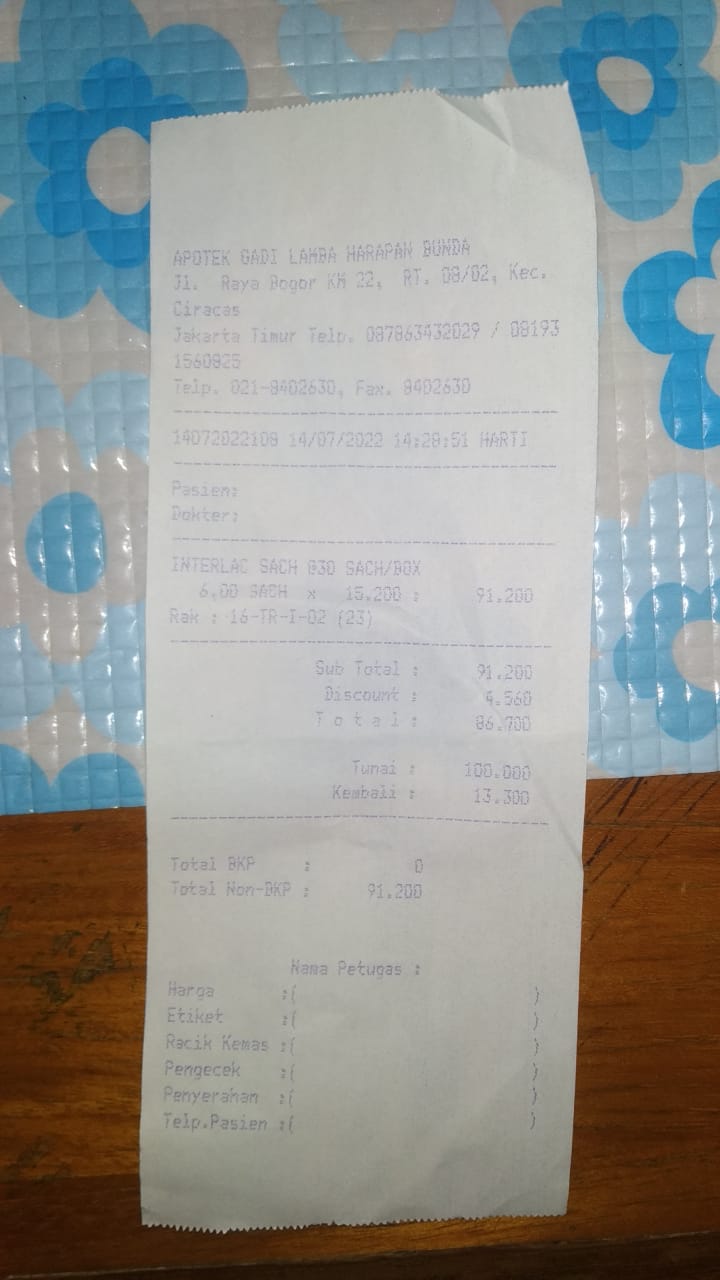 APOTEK GADI LAMBA HARAPAN BUNDA
Jl. Raya Bogor KM 22, RT. 08/02, Kec.
Ciracas
Jakarta Timur Telp. 087863432029 / 08193
1560825
Telp. 021-8402630, Fax. 8402630
14072022108 14/07/2022 14:28:51 HARTI
Pasien:
Dokter:
INTERLAC SACH @30 SACH/BOX
6,00 SACH x 15.200 : 91.200
Rak : 16-TR-I-02 (23)
Sub Total : 91.200
Discount : 4.560
T o t a l : 86.700
Tunai : 100.000
Kembali : 13.300
Total BKP : 0
Total Non-BKP : 91.200
Nama Petugas :
Harga :( )
Etiket :( )
Racik Kemas :( )
Pengecek :( )
Penyerahan :( )
Telp.Pasien :( )